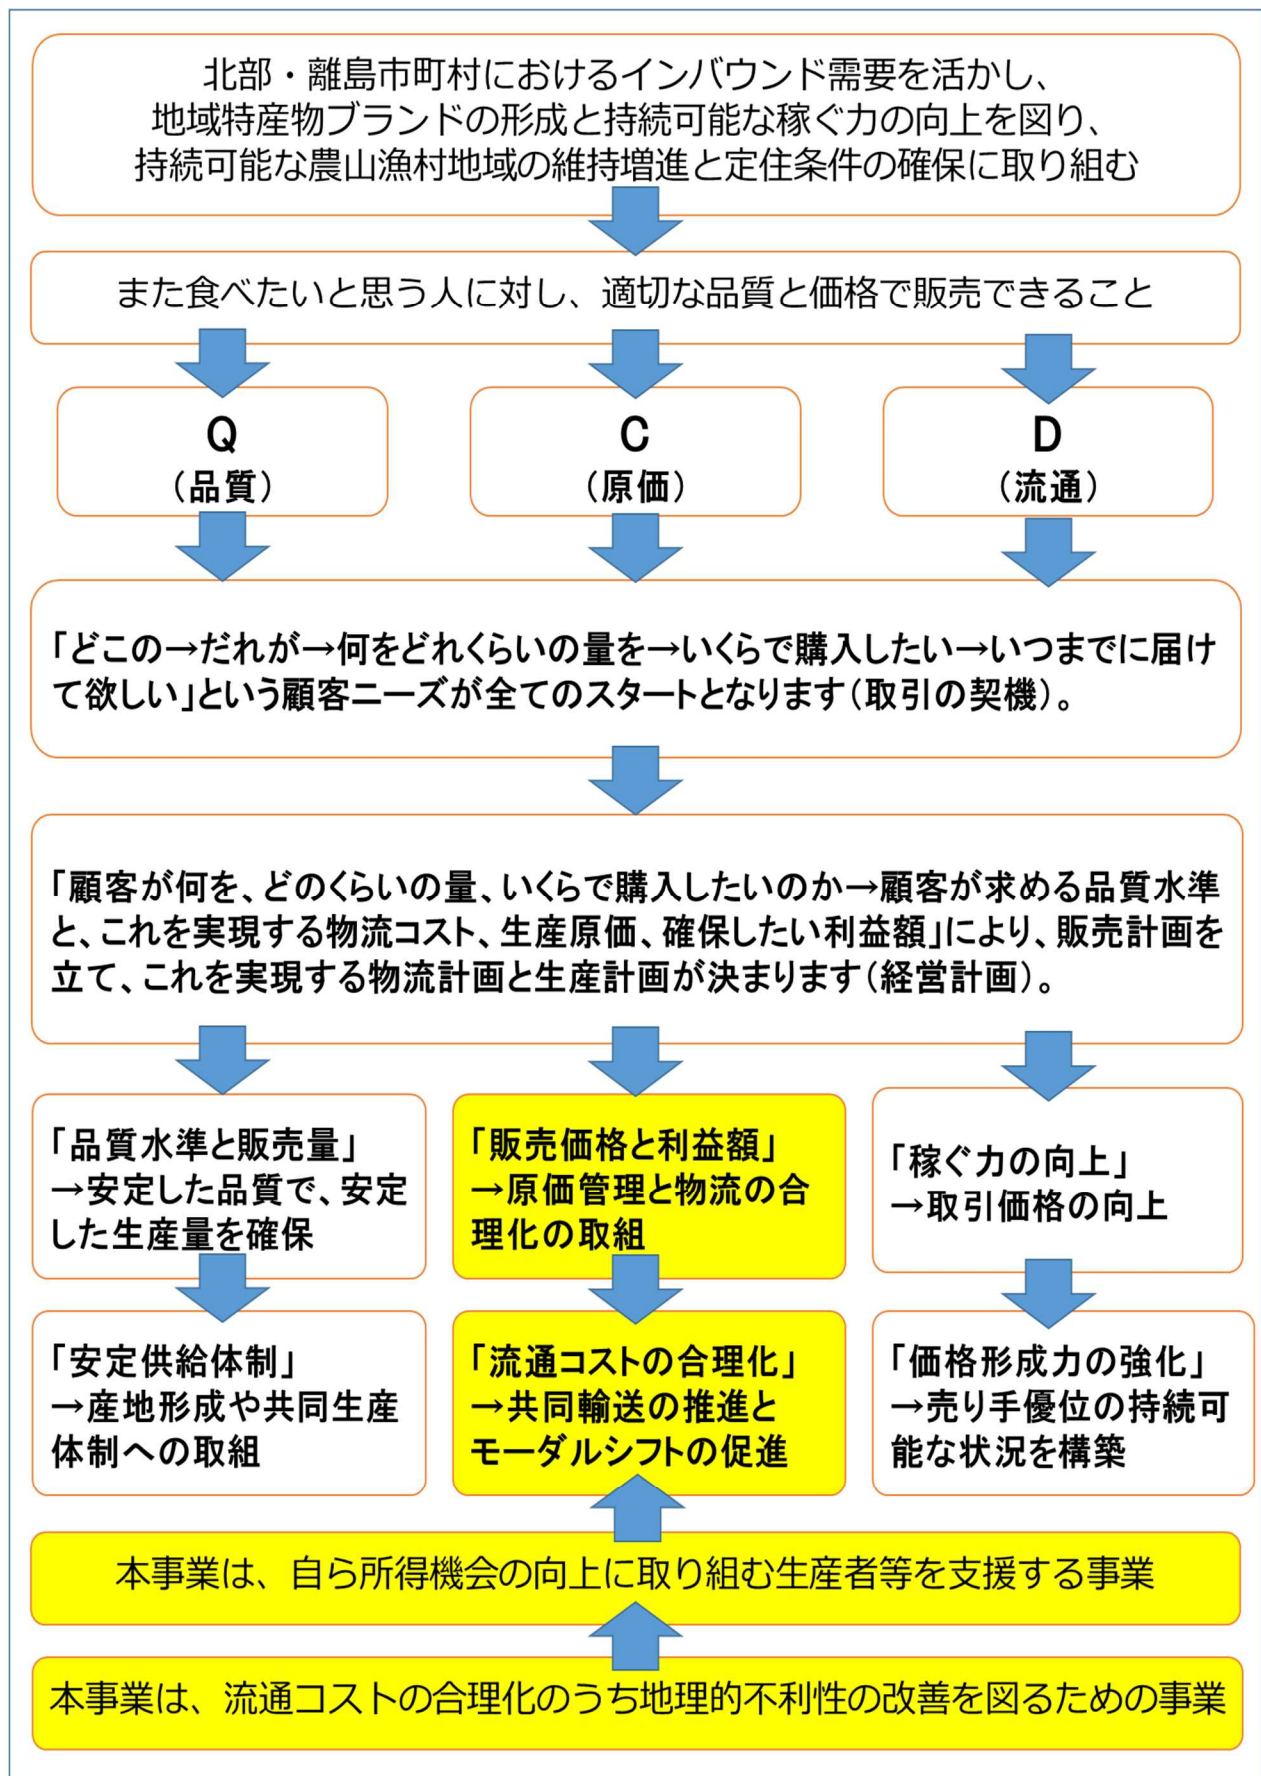 北部・離島市町村におけるインバウンド需要を活かし、
地域特産物ブランドの形成と持続可能な稼ぐ力の向上を図り、
持続可能な農山漁村地域の維持増進と定住条件の確保に取り組む
また食べたいと思う人に対し、適切な品質と価格で販売できること
Q
（品質）
C
（原価）
D
（流通）
「どこの→だれが→何をどれくらいの量を→いくらで購入したい→いつまでに届け
て欲しい」という顧客ニーズが全てのスタートとなります（取引の契機）。
「顧客が何を、どのくらいの量、いくらで購入したいのか→顧客が求める品質水準
と、これを実現する物流コスト、生産原価、確保したい利益額」により、販売計画を
立て、これを実現する物流計画と生産計画が決まります（経営計画）。
「品質水準と販売量」
→安定した品質で、安定
した生産量を確保
「販売価格と利益額」
→原価管理と物流の合
理化の取組
「稼ぐ力の向上」
→取引価格の向上
「安定供給体制」
→産地形成や共同生産
体制への取組
「流通コストの合理化」
→共同輸送の推進と
モーダルシフトの促進
「価格形成力の強化」
→売り手優位の持続可
能な状況を構築
本事業は、自ら所得機会の向上に取り組む生産者等を支援する事業
本事業は、流通コストの合理化のうち地理的不利性の改善を図るための事業